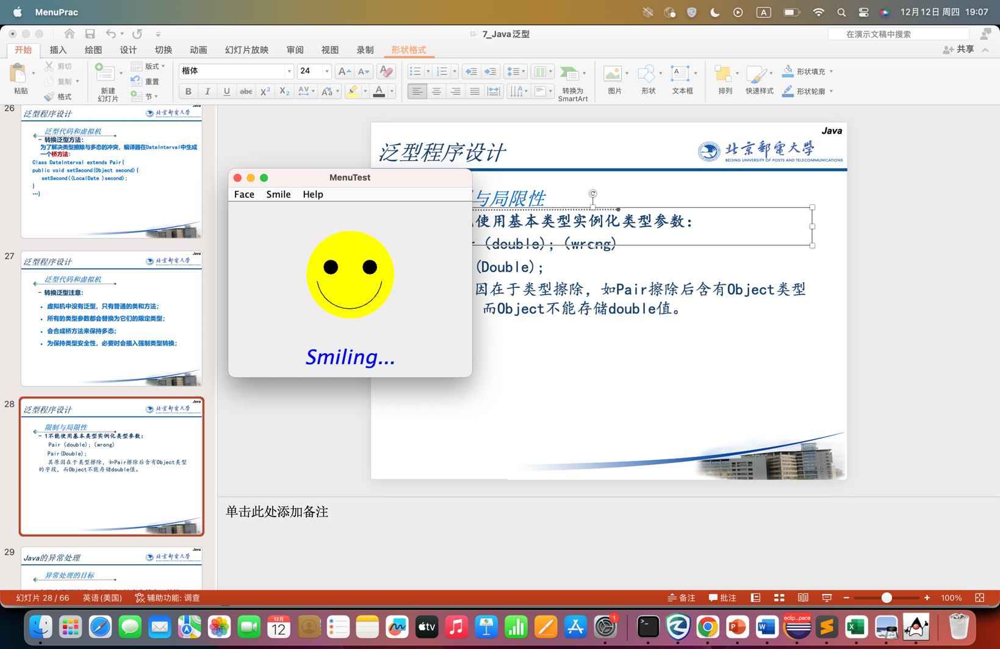 MenuPrac
A
12月12日 周四 19:07
7_Java泛型
在演示文稿中搜索
开始 插入 绘图 设计 切换 动画 幻灯片放映 审阅 视图 录制 形状格式
共享
粘贴
剪切
复制
格式
新建
幻灯片
版式
重置
节
楷体
24
B I U abc X² X₂ AV Aa
A
转换为
SmartArt
图片
形状
文本框
排列
快速样式
形状填充
形状轮廓
26
泛型程序设计
北京邮电大学
Java
泛型代码和虚拟机
– 转换泛型方法:
为了解决类型擦除与多态的冲突, 编译器在DateInterval中生成
一个桥方法:
Class DateInterval extends Pair{
public void setSecond(Object second){
setSecond((LocalDate )second);
}
…}
27
泛型程序设计
北京邮电大学
Java
泛型代码和虚拟机
– 转换泛型注意:
• 虚拟机中没有泛型, 只有普通的类和方法;
• 所有的类型参数都会替换为它们的限定类型;
• 会合成桥方法来保持多态;
• 为保持类型安全性, 必要时会插入强制类型转换;
28
泛型程序设计
北京邮电大学
Java
限制与局限性
– 1不能使用基本类型实例化类型参数:
Pair (double); (wrong)
Pair(Double);
其原因在于类型擦除, 如Pair擦除后含有Object类型
的字段, 而Object不能存储double值。
29
Java的异常处理
北京邮电大学
Java
异常处理的目标
Java
泛型程序设计
北京郵電大學
BEIJING UNIVERSITY OF POSTS AND TELECOMMUNICATIONS
与局限性
使用基本类型实例化类型参数:
(double); (wrong)
(Double);
因在于类型擦除, 如Pair擦除后含有Object类型
而Object不能存储double值。
MenuTest
Face Smile Help
Smiling...
单击此处添加备注
幻灯片 28 / 66
英语(美国)
辅助功能: 调查
备注
批注
100%
12月
12
tv
1
eclip...pace